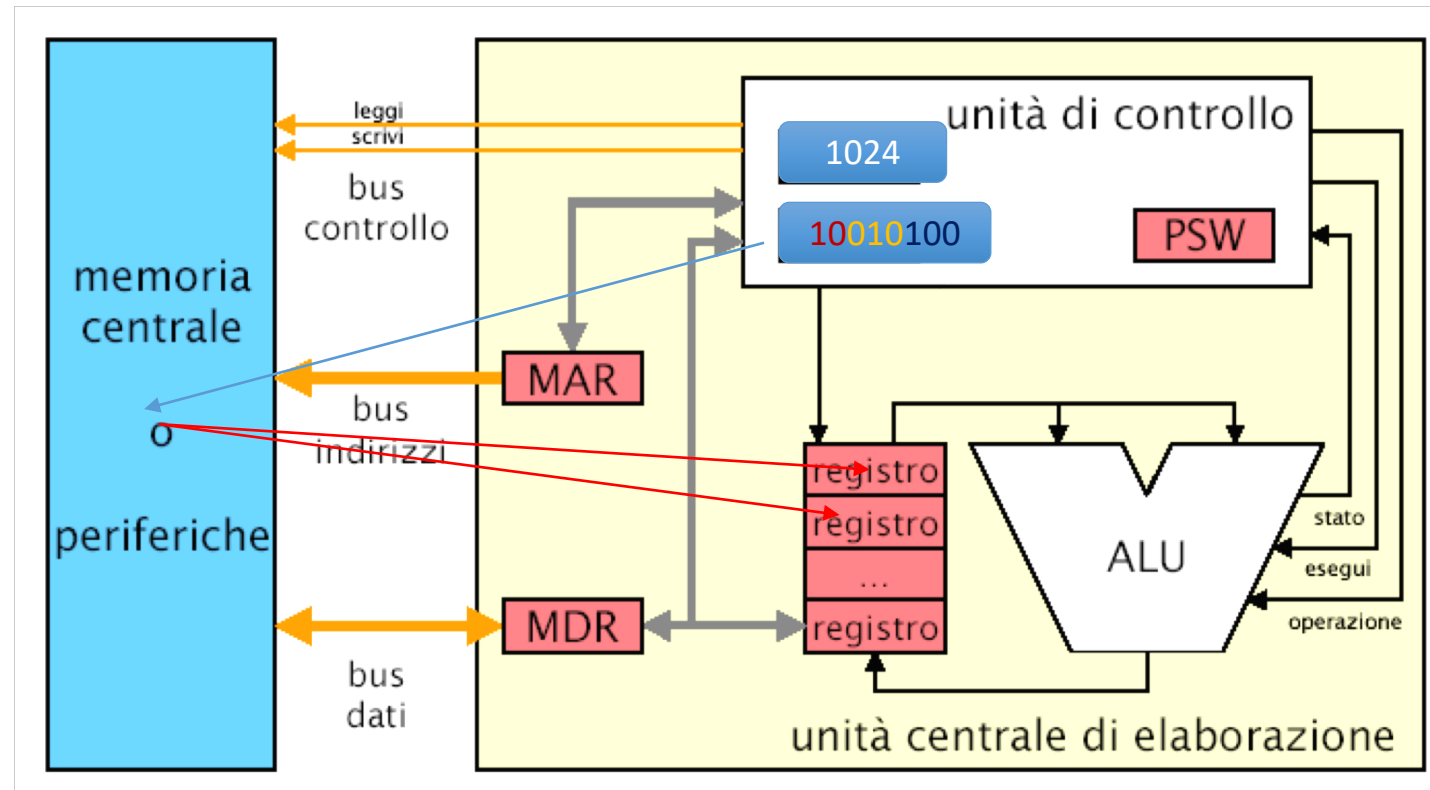 leggi
scrivi
bus
controllo
memoria
centrale
o
periferiche
bus
indirizzi
bus
dati
MAR
MDR
unità di controllo
1024
10010100
PSW
registro
registro
...
registro
ALU
stato
esegui
operazione
unità centrale di elaborazione